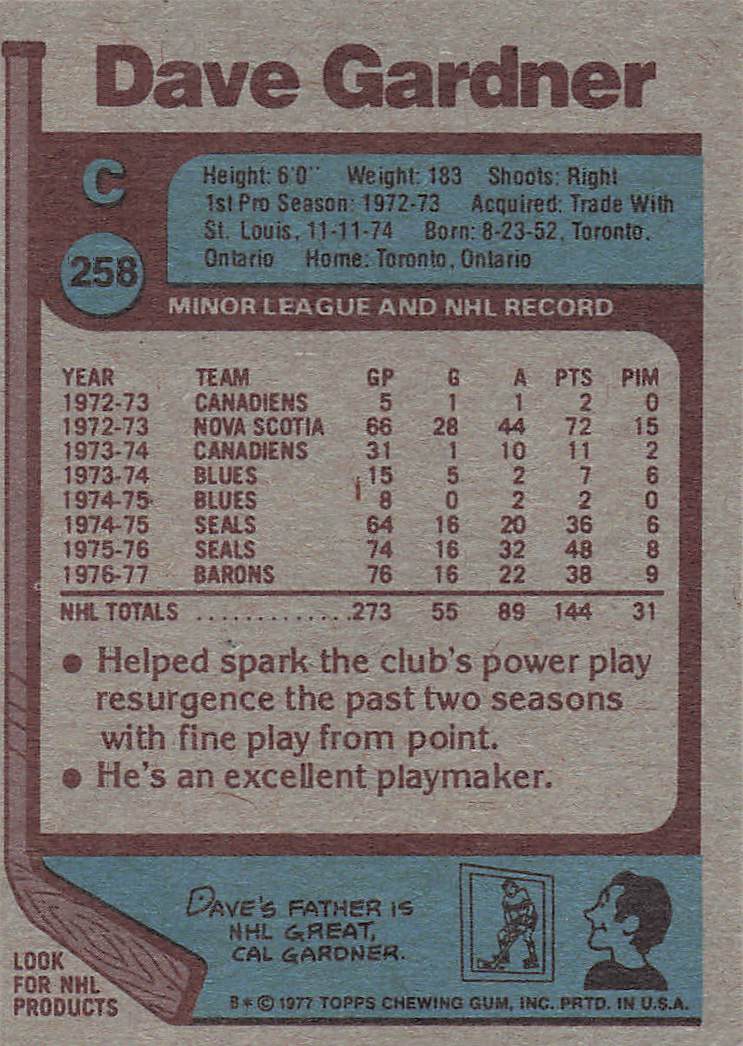 Dave Gardner
C
258
Height: 6'0" Weight: 183 Shoots: Right
1st Pro Season: 1972-73 Acquired: Trade With
St. Louis, 11-11-74 Born: 8-23-52, Toronto,
Ontario Home: Toronto, Ontario
MINOR LEAGUE AND NHL RECORD
YEAR TEAM GP G A PTS PIM
1972-73 CANADIENS 5 1 1 2 0
1972-73 NOVA SCOTIA 66 28 44 72 15
1973-74 CANADIENS 31 1 10 11 2
1973-74 BLUES 15 5 2 7 6
1974-75 BLUES 8 0 2 2 0
1974-75 SEALS 64 16 20 36 6
1975-76 SEALS 74 16 32 48 8
1976-77 BARONS 76 16 22 38 9
NHL TOTALS .............273 55 89 144 31
● Helped spark the club's power play
resurgence the past two seasons
with fine play from point.
● He's an excellent playmaker.
DAVE'S FATHER IS
NHL GREAT,
CAL GARDNER.
LOOK
FOR NHL
PRODUCTS
B* © 1977 TOPPS CHEWING GUM, INC. PRTD. IN U.S.A.